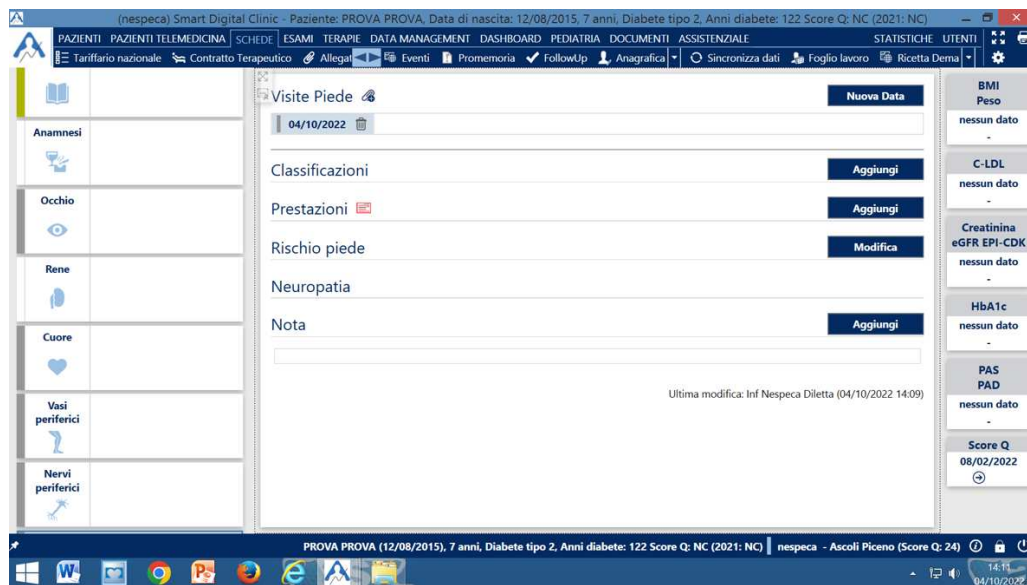 (nespeca) Smart Digital Clinic - Paziente: PROVA PROVA, Data di nascita: 12/08/2015, 7 anni, Diabete tipo 2, Anni diabete: 122 Score Q: NC (2021: NC)
PAZIENTI PAZIENTI TELEMEDICINA SCHEDE ESAMI TERAPIE DATA MANAGEMENT DASHBOARD PEDIATRIA DOCUMENTI ASSISTENZIALE STATISTICHE UTENTI
Tariffario nazionale Contratto Terapeutico Allegat Eventi Promemoria FollowUp Anagrafica Sincronizza dati Foglio lavoro Ricetta Dema
Anamnesi
Occhio
Rene
Cuore
Vasi
periferici
Nervi
periferici
Visite Piede Nuova Data
04/10/2022
Classificazioni Aggiungi
Prestazioni Aggiungi
Rischio piede Modifica
Neuropatia
Nota Aggiungi
Ultima modifica: Inf Nespeca Diletta (04/10/2022 14:09)
BMI
Peso
nessun dato
-
C-LDL
nessun dato
-
Creatinina
eGFR EPI-CDK
nessun dato
-
HbA1c
nessun dato
-
PAS
PAD
nessun dato
-
Score Q
08/02/2022
PROVA PROVA (12/08/2015), 7 anni, Diabete tipo 2, Anni diabete: 122 Score Q: NC (2021: NC) nespeca - Ascoli Piceno (Score Q: 24)
14:11
04/10/2022